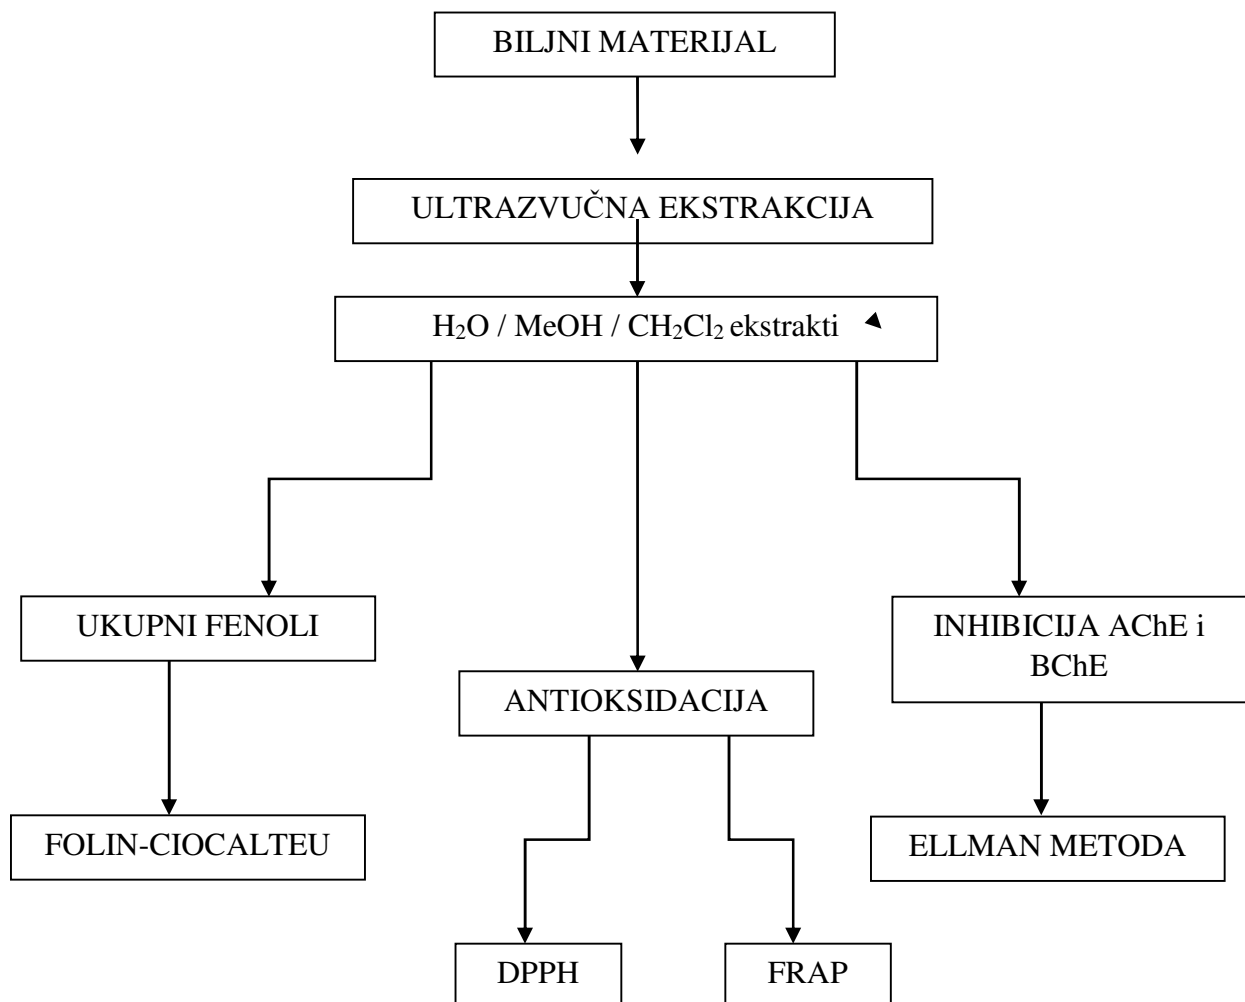 BILJNI MATERIJAL
ULTRAZVUČNA EKSTRAKCIJA
H₂O / MeOH / CH₂Cl₂ ekstrakti
UKUPNI FENOLI
INHIBICIJA AChE i
BChE
ANTIOKSIDACIJA
FOLIN-CIOCALTEU
ELLMAN METODA
DPPH
FRAP